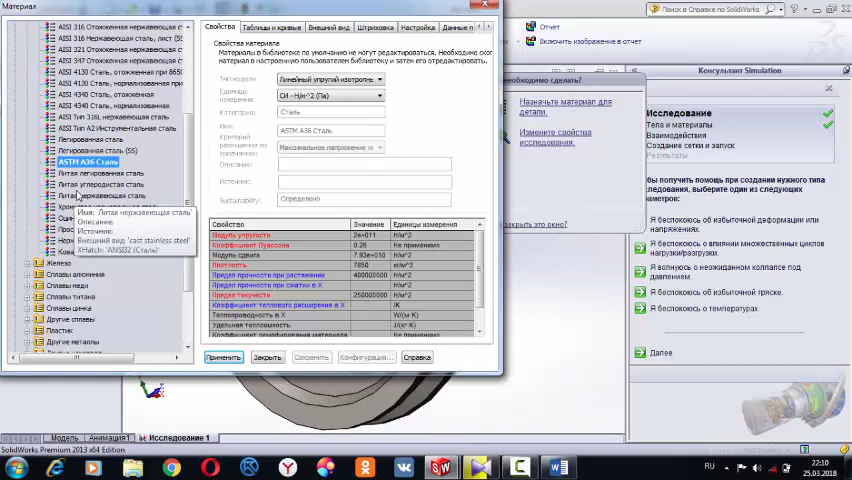 Материал
Поиск в Справке по SolidWorks
AISI 316 Отожженная нержавеющая ста
AISI 316 Нержавеющая сталь, лист (SS
AISI 321 Отожженная нержавеющая ста
AISI 347 Отожженная нержавеющая ста
AISI 4130 Сталь, отожженная при 865С
AISI 4130 Сталь, нормализованная
AISI 4340 Сталь, отожженная
AISI 4340 Сталь, нормализованная
AISI Тип 316L нержавеющая сталь
AISI Тип A2 Инструментальная сталь
Легированная сталь
Легированная сталь (SS)
ASTM A36 Сталь
Литая легированная сталь
Литая углеродистая сталь
Литая нержавеющая сталь
Имя: Литая нержавеющая сталь
Описание:
Источник:
Внешний вид: 'cast stainless steel'
XHatch: 'ANSI32 (Сталь)'
Железо
Сплавы алюминия
Сплавы меди
Сплавы титана
Сплавы цинка
Другие сплавы
Пластик
Другие металлы
Свойства
Таблицы и кривые
Внешний вид
Штриховка
Настройка
Данные п
Свойства материала
Материалы в библиотеке по умолчанию не могут редактироваться. Необходимо скоп
материал в настроенную пользователем библиотеку и затем его отредактировать.
Тип модели:
Линейный упругий изотропнь
Единицы измерения:
СИ - Н/м^2 (Па)
Категория:
Сталь
Имя:
ASTM A36 Сталь
Критерий разрушения по умолчанию:
Максимальное напряжение vo
Описание:
Источник:
Sustainability:
Определено
Свойство Значение Единицы измерения
Модуль упругости 2e+011 Н/м^2
Коэффициент Пуассона 0.26 Не применимо
Модуль сдвига 7.93e+010 Н/м^2
Плотность 7850 кг/м^3
Предел прочности при растяжении 400000000 Н/м^2
Предел прочности при сжатии в X Н/м^2
Предел текучести 250000000 Н/м^2
Коэффициент теплового расширения в X /K
Теплопроводность в X W/(м·K)
Удельная теплоемкость J/(кг·K)
Коэффициент демпфирования материала Не применимо
Применить
Закрыть
Сохранить
Конфигурация...
Справка
Отчет
Включить изображение в отчет
необходимо сделать?
Назначьте материал для
детали.
Измените свойства
исследования.
закрыть это окно?
Консультант Simulation
Исследование
Тела и материалы
Взаимодействия
Создание сетки и запуск
Результаты
бы получить помощь при создании
нагрузок, выберите один из следующих
вариантов.
Я беспокоюсь об избыточной деформации или
напряжениях.
Я беспокоюсь о влиянии множественных циклов
нагрузки/разгрузки.
Я волнуюсь о неожиданном коллапсе под
давлением.
Я беспокоюсь об избыточной тряске.
Я беспокоюсь о температурах.
Далее
Модель
Анимация1
Исследование 1
SolidWorks Premium 2013 x64 Edition
RU
22:10
25.03.2018